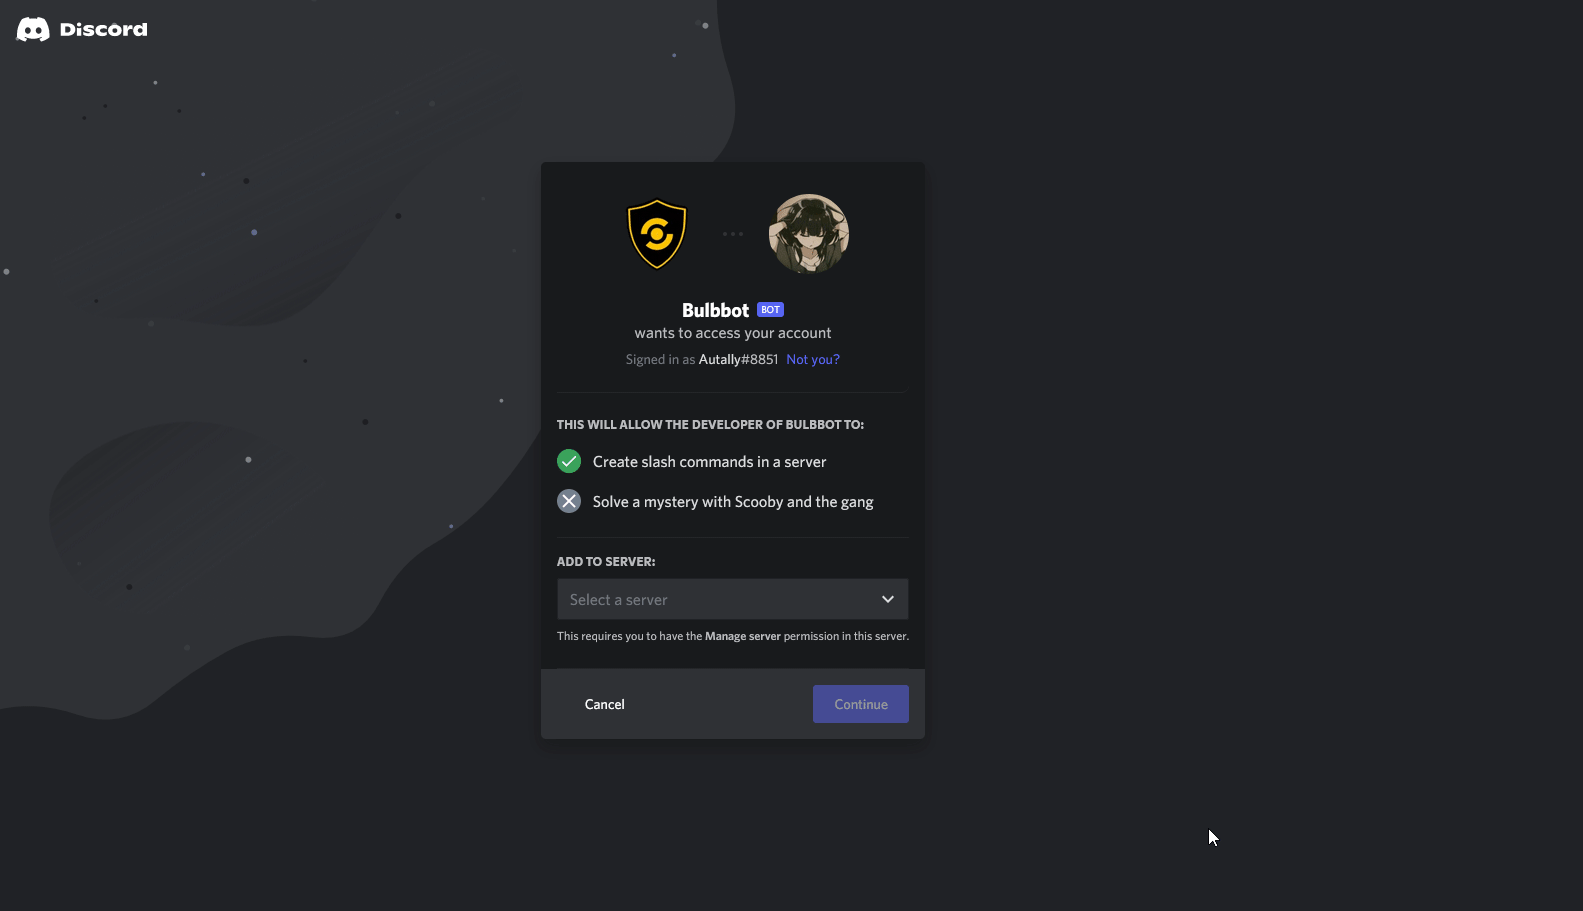 Discord
Bulbbot BOT
wants to access your account
Signed in as Autally#8851 Not you?
THIS WILL ALLOW THE DEVELOPER OF BULBBOT TO:
Create slash commands in a server
Solve a mystery with Scooby and the gang
ADD TO SERVER:
Select a server
This requires you to have the Manage server permission in this server.
Cancel
Continue